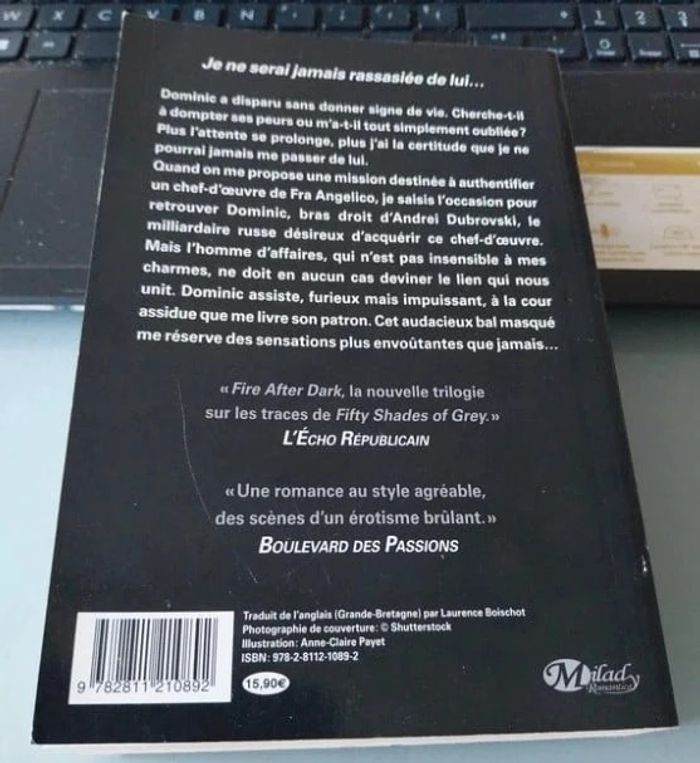 Je ne serai jamais rassasiée de lui...
Dominic a disparu sans donner signe de vie. Cherche-t-il
à dompter ses peurs ou m'a-t-il tout simplement oubliée ?
Plus l'attente se prolonge, plus j'ai la certitude que je ne
pourrai jamais me passer de lui.
Quand on me propose une mission destinée à authentifier
un chef-d'œuvre de Fra Angelico, je saisis l'occasion pour
retrouver Dominic, bras droit d'Andrei Dubrovski, le
milliardaire russe désireux d'acquérir ce chef-d'œuvre.
Mais l'homme d'affaires, qui n'est pas insensible à mes
charmes, ne doit en aucun cas deviner le lien qui nous
unit. Dominic assiste, furieux mais impuissant, à la cour
assidue que me livre son patron. Cet audacieux bal masqué
me réserve des sensations plus envoûtantes que jamais...
« Fire After Dark, la nouvelle trilogie
sur les traces de Fifty Shades of Grey. »
L'ÉCHO RÉPUBLICAIN
« Une romance au style agréable,
des scènes d'un érotisme brûlant. »
BOULEVARD DES PASSIONS
Traduit de l'anglais (Grande-Bretagne) par Laurence Boischot
Photographie de couverture : © Shutterstock
Illustration : Anne-Claire Payet
ISBN : 978-2-8112-1089-2
9 782811 210892
15,90€
Milady
Romantica